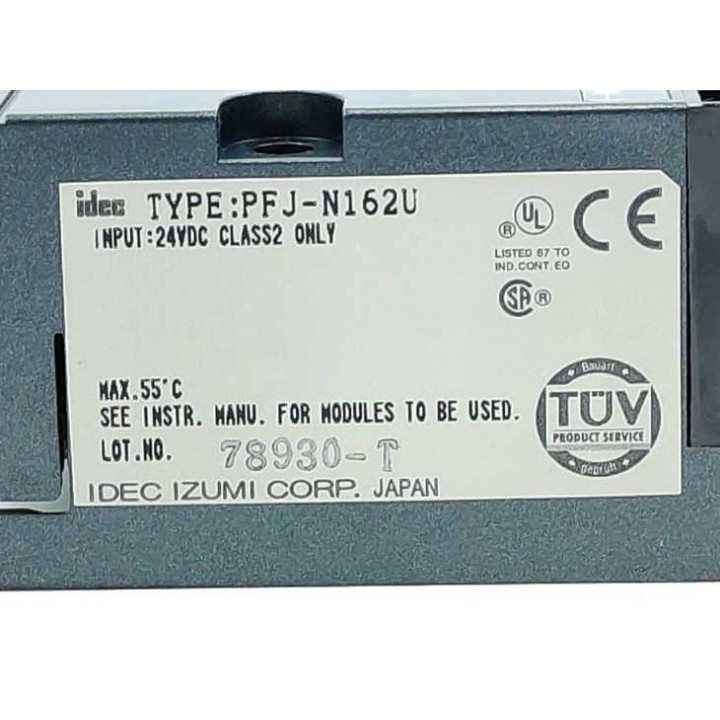 idec TYPE:PFJ-N162U
INPUT:24VDC CLASS2 ONLY
UL ®
CE
LISTED 67 TO
IND.CONT.EQ
SA ®
MAX.55°C
SEE INSTR. MANU. FOR MODULES TO BE USED.
LOT.NO. 78930-T
IDEC IZUMI CORP. JAPAN
Bauart
TÜV
PRODUCT SERVICE
geprüft